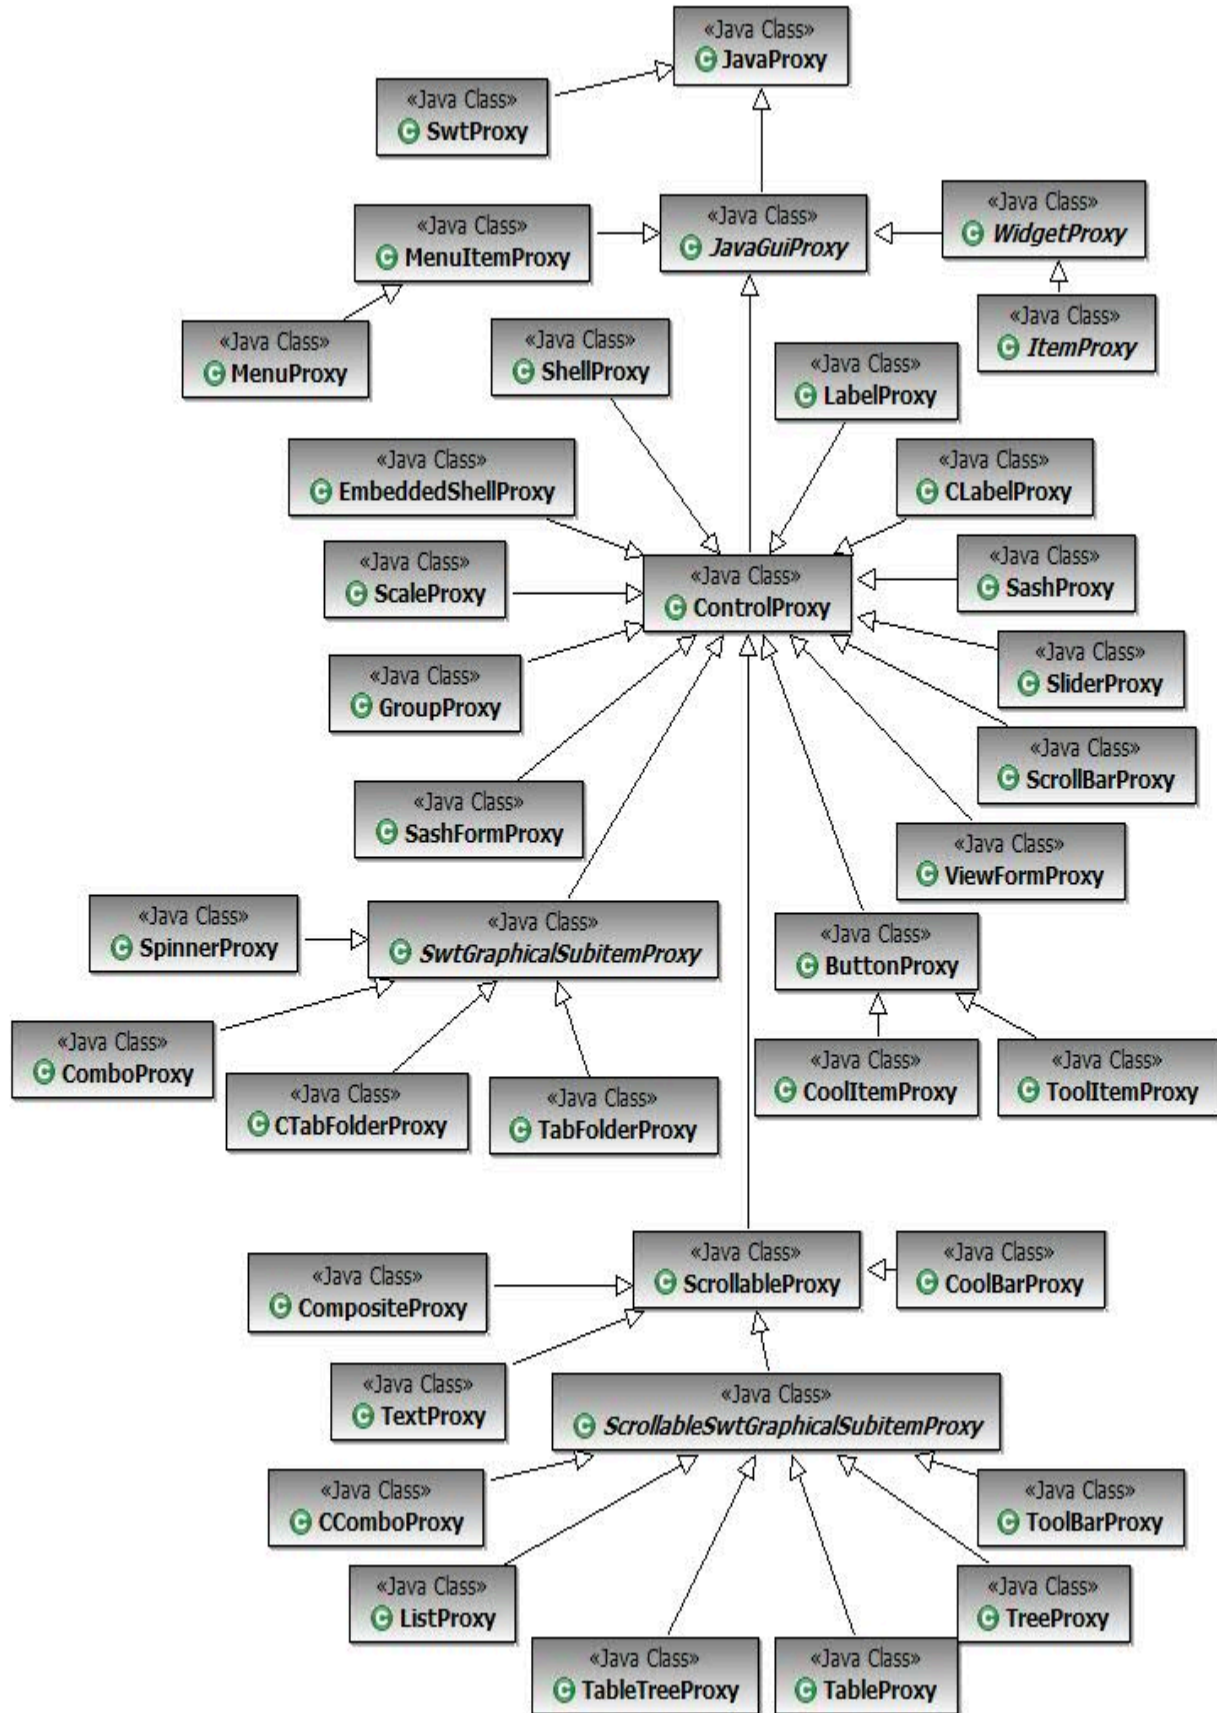 «Java Class»
JavaProxy
«Java Class»
SwtProxy
«Java Class»
JavaGuiProxy
«Java Class»
WidgetProxy
«Java Class»
MenuItemProxy
«Java Class»
ItemProxy
«Java Class»
MenuProxy
«Java Class»
ShellProxy
«Java Class»
LabelProxy
«Java Class»
EmbeddedShellProxy
«Java Class»
CLabelProxy
«Java Class»
ScaleProxy
«Java Class»
ControlProxy
«Java Class»
SashProxy
«Java Class»
GroupProxy
«Java Class»
SliderProxy
«Java Class»
ScrollBarProxy
«Java Class»
SashFormProxy
«Java Class»
ViewFormProxy
«Java Class»
SpinnerProxy
«Java Class»
SwtGraphicalSubitemProxy
«Java Class»
ButtonProxy
«Java Class»
ComboProxy
«Java Class»
CTabFolderProxy
«Java Class»
TabFolderProxy
«Java Class»
CoolItemProxy
«Java Class»
ToolItemProxy
«Java Class»
CompositeProxy
«Java Class»
ScrollableProxy
«Java Class»
CoolBarProxy
«Java Class»
TextProxy
«Java Class»
ScrollableSwtGraphicalSubitemProxy
«Java Class»
CComboProxy
«Java Class»
ToolBarProxy
«Java Class»
ListProxy
«Java Class»
TreeProxy
«Java Class»
TableTreeProxy
«Java Class»
TableProxy